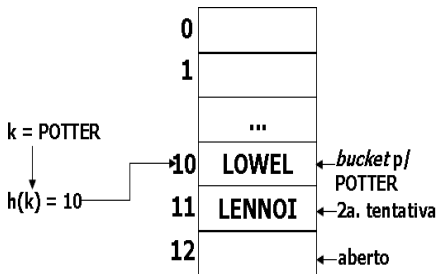 0
1
...
k = POTTER
10 LOWEL bucket p/
POTTER
h(k) = 10
11 LENNOI 2a. tentativa
12
aberto